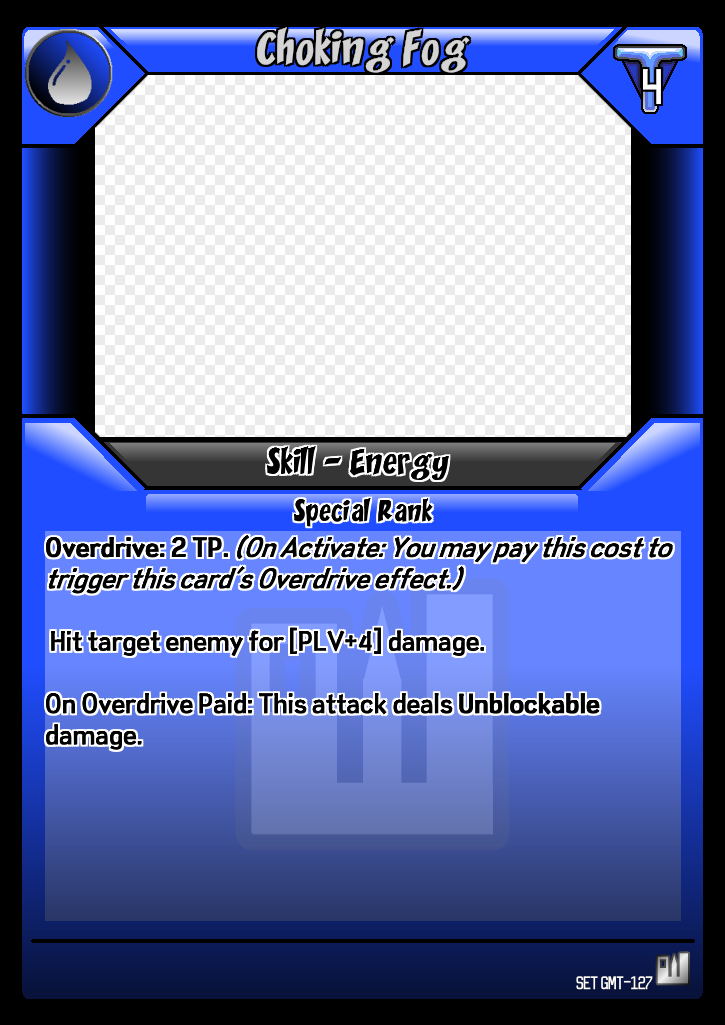 Choking Fog
4
Skill - Energy
Special Rank
Overdrive: 2 TP. (On Activate: You may pay this cost to
trigger this card's Overdrive effect.)
Hit target enemy for [PLV+4] damage.
On Overdrive Paid: This attack deals Unblockable
damage.
SET GMT-127